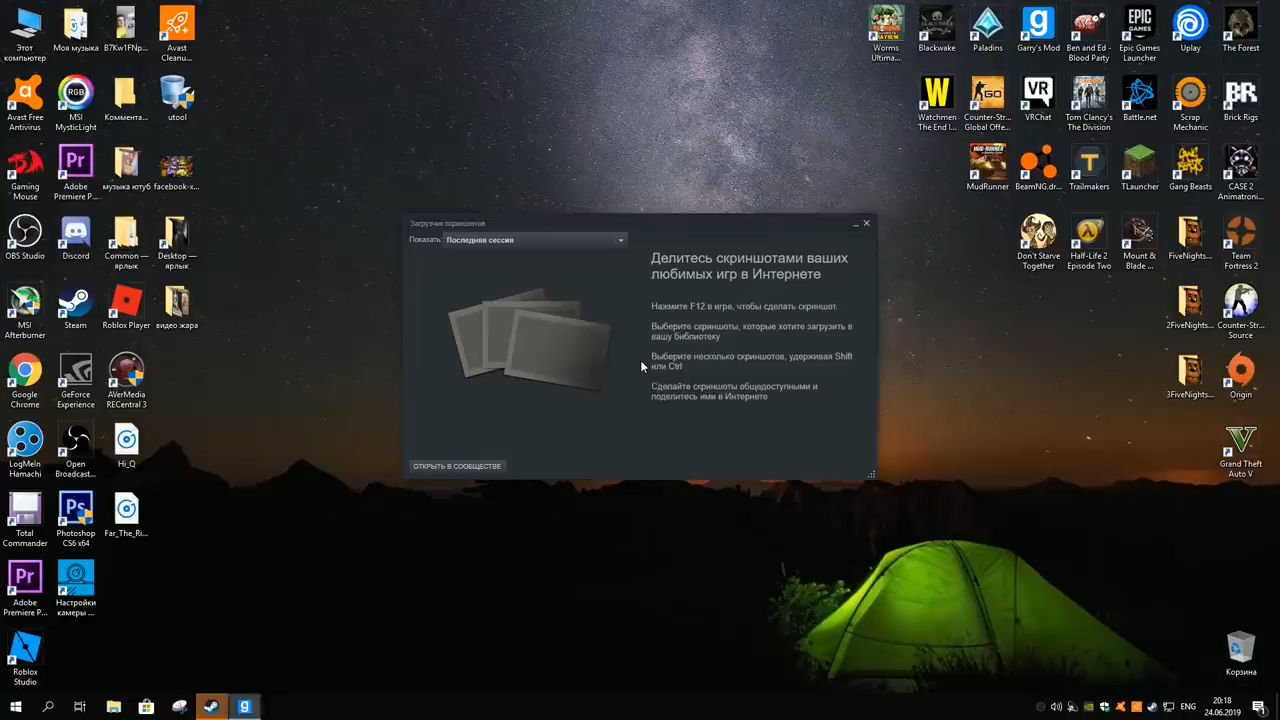 Этот
компьютер
Моя музыка
B7Kw1FNp...
Avast
Cleanu...
Avast Free
Antivirus
MSI
MysticLight
Коммента...
utool
Gaming
Mouse
Adobe
Premiere P...
музыка ютуб
facebook-x...
OBS Studio
Discord
Common —
ярлык
Desktop —
ярлык
MSI
Afterburner
Steam
Roblox Player
видео жара
Google
Chrome
GeForce
Experience
AVerMedia
RECentral 3
LogMeIn
Hamachi
Open
Broadcast...
Hi_Q
Total
Commander
Photoshop
CS6 x64
Far_The_Ri...
Adobe
Premiere P...
Настройки
камеры ...
Roblox
Studio
Загрузчик скриншотов
Показать:
Последняя сессия
Делитесь скриншотами ваших
любимых игр в Интернете
Нажмите F12 в игре, чтобы сделать скриншот.
Выберите скриншоты, которые хотите загрузить в
вашу библиотеку
Выберите несколько скриншотов, удерживая Shift
или Ctrl
Сделайте скриншоты общедоступными и
поделитесь ими в Интернете
ОТКРЫТЬ В СООБЩЕСТВЕ
Worms
Ultima...
Blackwake
Paladins
Garry's Mod
Ben and Ed -
Blood Party
EPIC
GAMES
Epic Games
Launcher
Uplay
The Forest
W
Watchmen
The End I...
GO
Counter-Str...
Global Offe...
VR
VRChat
Tom Clancy's
The Division
Battle.net
Scrap
Mechanic
BR
Brick Rigs
MudRunner
BeamNG.dr...
Trailmakers
TLauncher
Gang Beasts
CASE 2
Animatroni...
Don't Starve
Together
Half-Life 2
Episode Two
Mount &
Blade ...
FiveNights...
Team
Fortress 2
2FiveNights...
Counter-Str...
Source
3FiveNights...
Origin
Grand Theft
Auto V
Корзина
ENG
20:18
24.06.2019